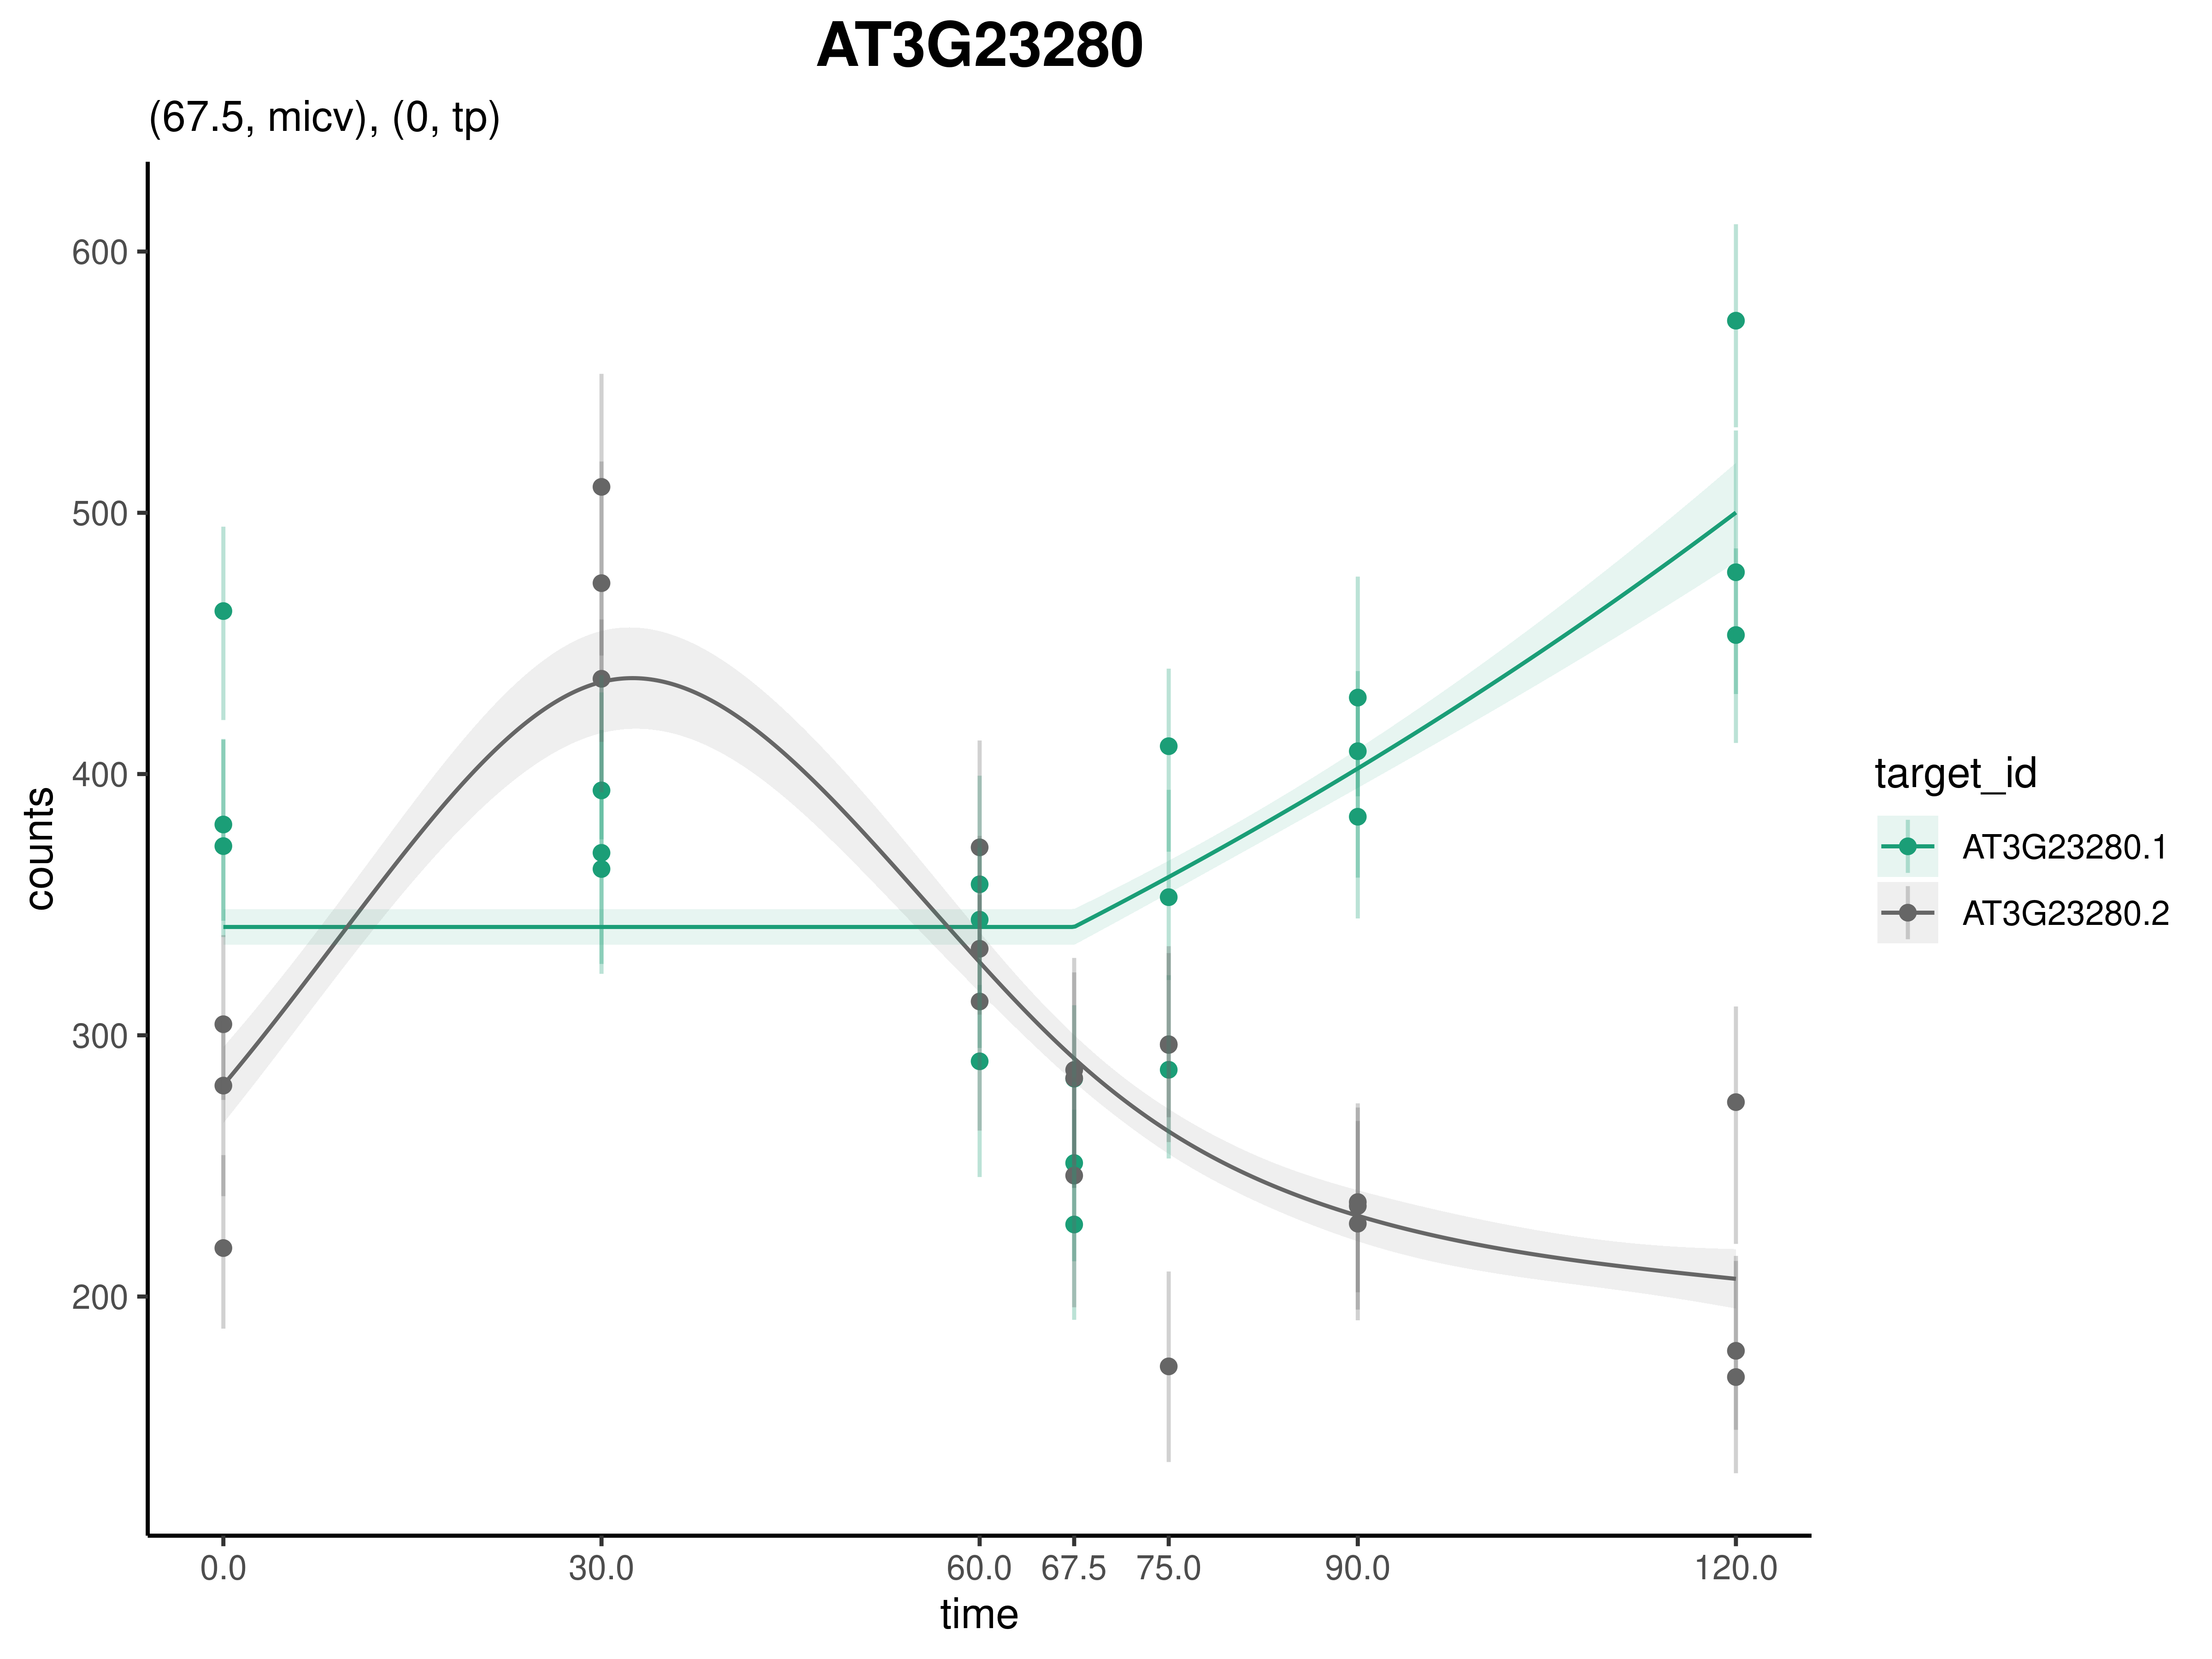 AT3G23280
(67.5, micv), (0, tp)
600
500
400
300
200
counts
0.0 30.0 60.0 67.5 75.0 90.0 120.0
time
target_id
AT3G23280.1
AT3G23280.2